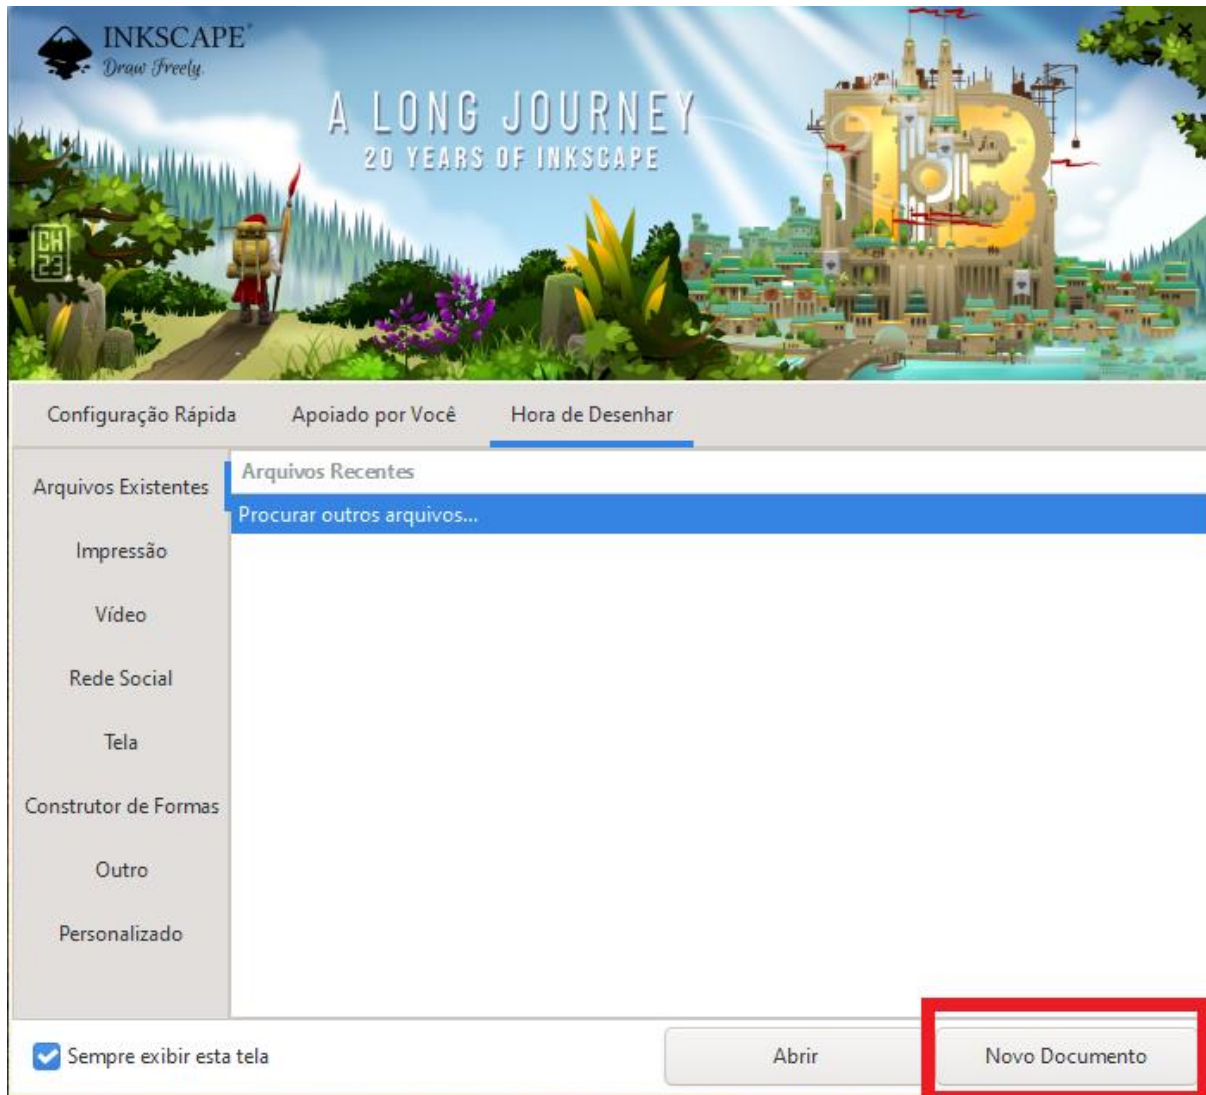 INKSCAPE
Draw Freely.
A LONG JOURNEY
20 YEARS OF INKSCAPE
Configuração Rápida
Apoiado por Você
Hora de Desenhar
Arquivos Existentes
Impressão
Vídeo
Rede Social
Tela
Construtor de Formas
Outro
Personalizado
Arquivos Recentes
Procurar outros arquivos...
Sempre exibir esta tela
Abrir
Novo Documento